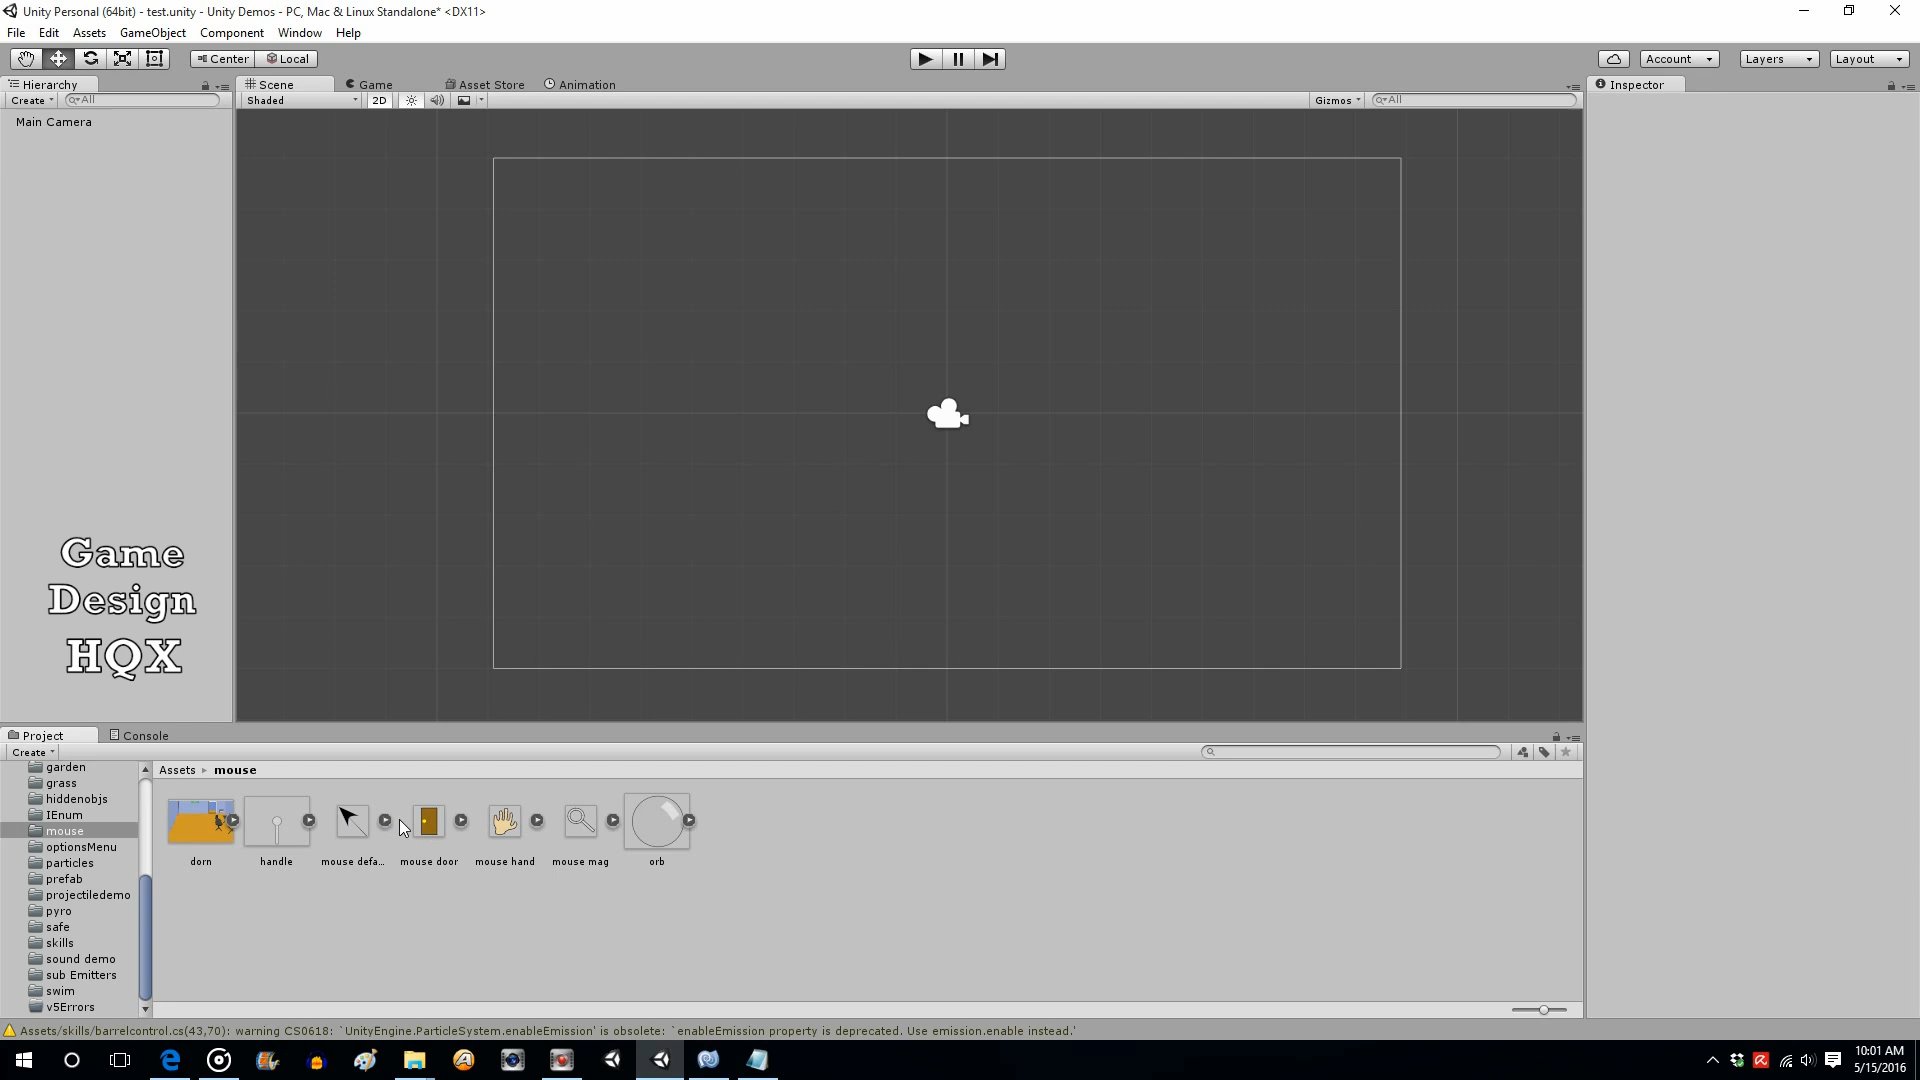 Unity Personal (64bit) - test.unity - Unity Demos - PC, Mac & Linux Standalone* <DX11>
File Edit Assets GameObject Component Window Help
Center Local Account Layers Layout
Hierarchy Scene Game Asset Store Animation Inspector
Create All Shaded 2D Gizmos All
Main Camera
Game
Design
HQX
Project Console
Create
garden
grass
hiddenobjs
IEnum
mouse
optionsMenu
particles
prefab
projectiledemo
pyro
safe
skills
sound demo
sub Emitters
swim
v5Errors
Assets mouse
dorn handle mouse defa... mouse door mouse hand mouse mag orb
Assets/skills/barrelcontrol.cs(43,70): warning CS0618: `UnityEngine.ParticleSystem.enableEmission' is obsolete: `enableEmission property is deprecated. Use emission.enable instead.'
10:01 AM
5/15/2016